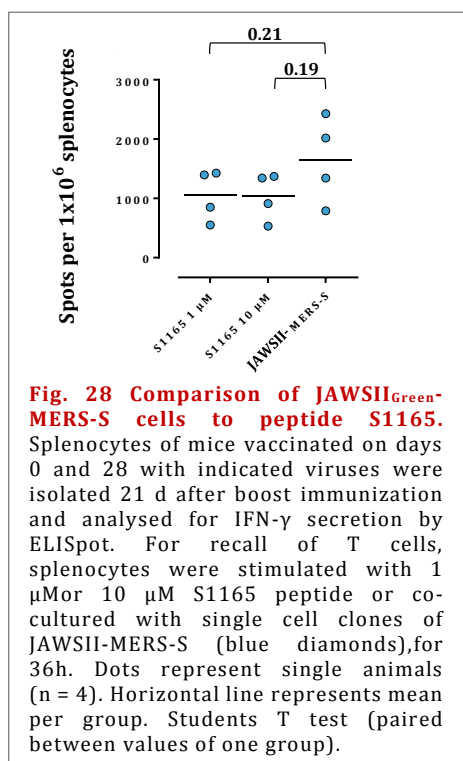 0.21
0.19
3000
2000
1000
0
Spots per 1x10⁶ splenocytes
S1165 1 µM
S1165 10 µM
JAWSII-MERS-S
Fig. 28 Comparison of JAWSIIGreen-
MERS-S cells to peptide S1165.
Splenocytes of mice vaccinated on days
0 and 28 with indicated viruses were
isolated 21 d after boost immunization
and analysed for IFN-γ secretion by
ELISpot. For recall of T cells,
splenocytes were stimulated with 1
µMor 10 µM S1165 peptide or co-
cultured with single cell clones of
JAWSII-MERS-S (blue diamonds),for
36h. Dots represent single animals
(n = 4). Horizontal line represents mean
per group. Students T test (paired
between values of one group).